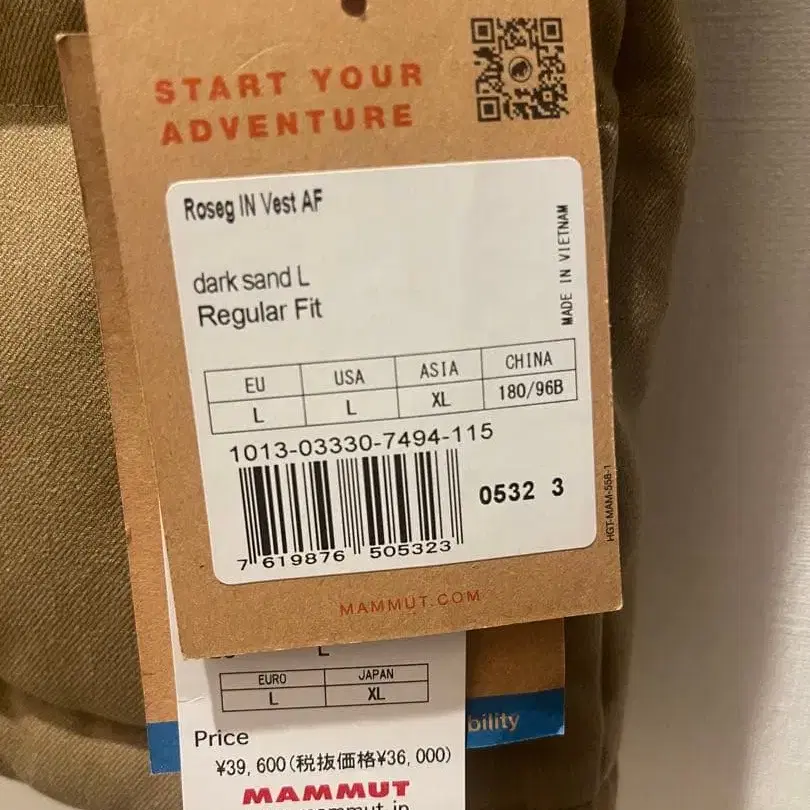 START YOUR
ADVENTURE
Roseg IN Vest AF
dark sand L
Regular Fit
MADE IN VIETNAM
EU USA ASIA CHINA
L L XL 180/96B
1013-03330-7494-115
0532 3
7 619876 505323
HGT-MAM-558-1
MAMMUT.COM
L
EURO JAPAN
L XL
bility
Price
¥39,600(税抜価格¥36,000)
MAMMUT
mammut.jp